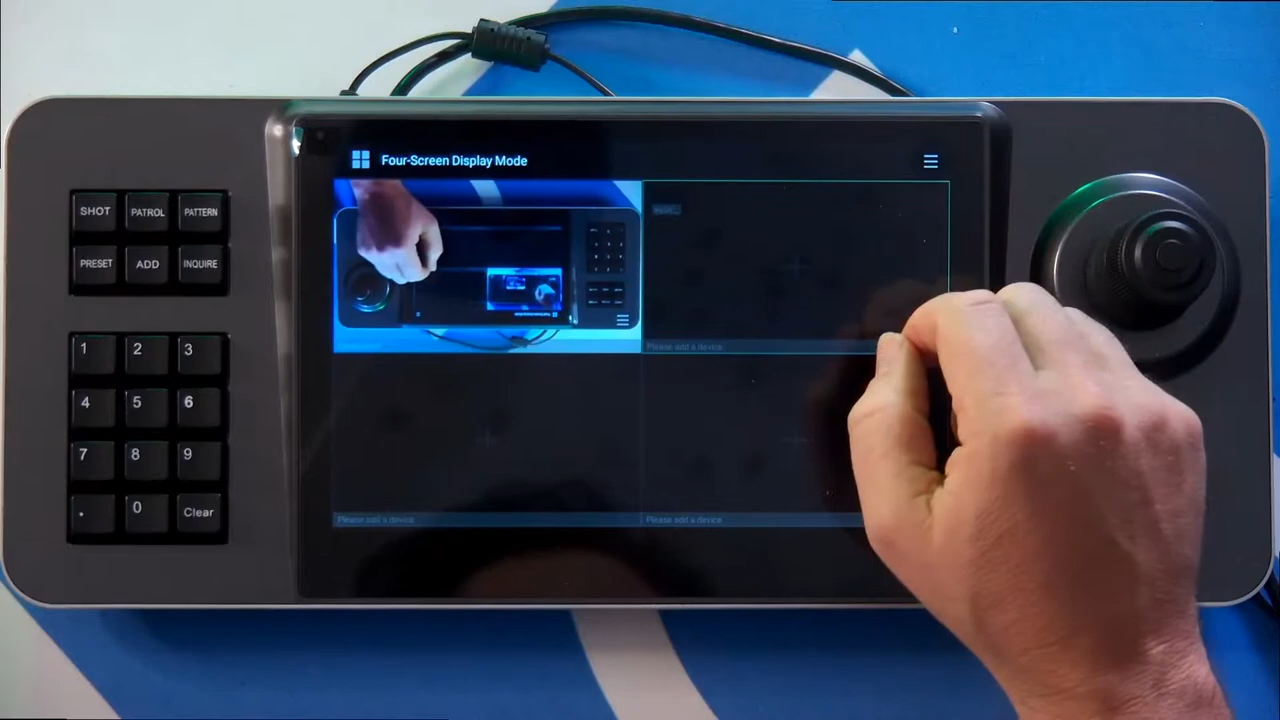 Four-Screen Display Mode
SHOT PATROL PATTERN
PRESET ADD INQUIRE
Please add a device
1 2 3
4 5 6
7 8 9
. 0 Clear
Please add a device Please add a device